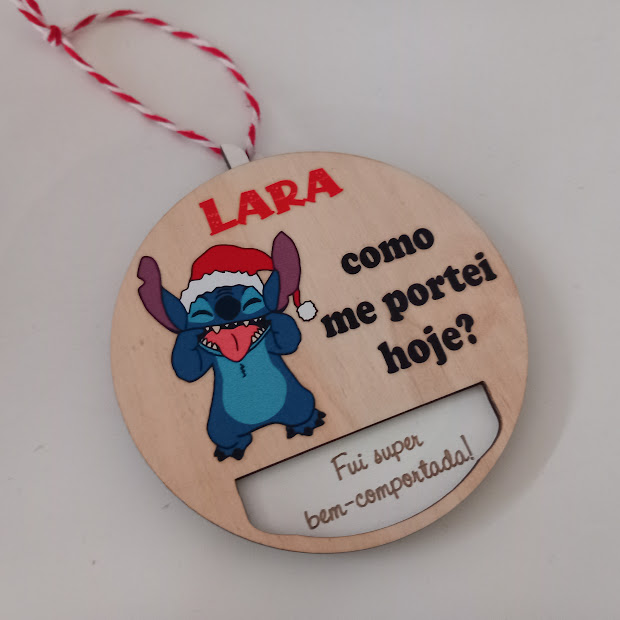 LARA
como
me portei
hoje?
Fui super
bem-comportada!